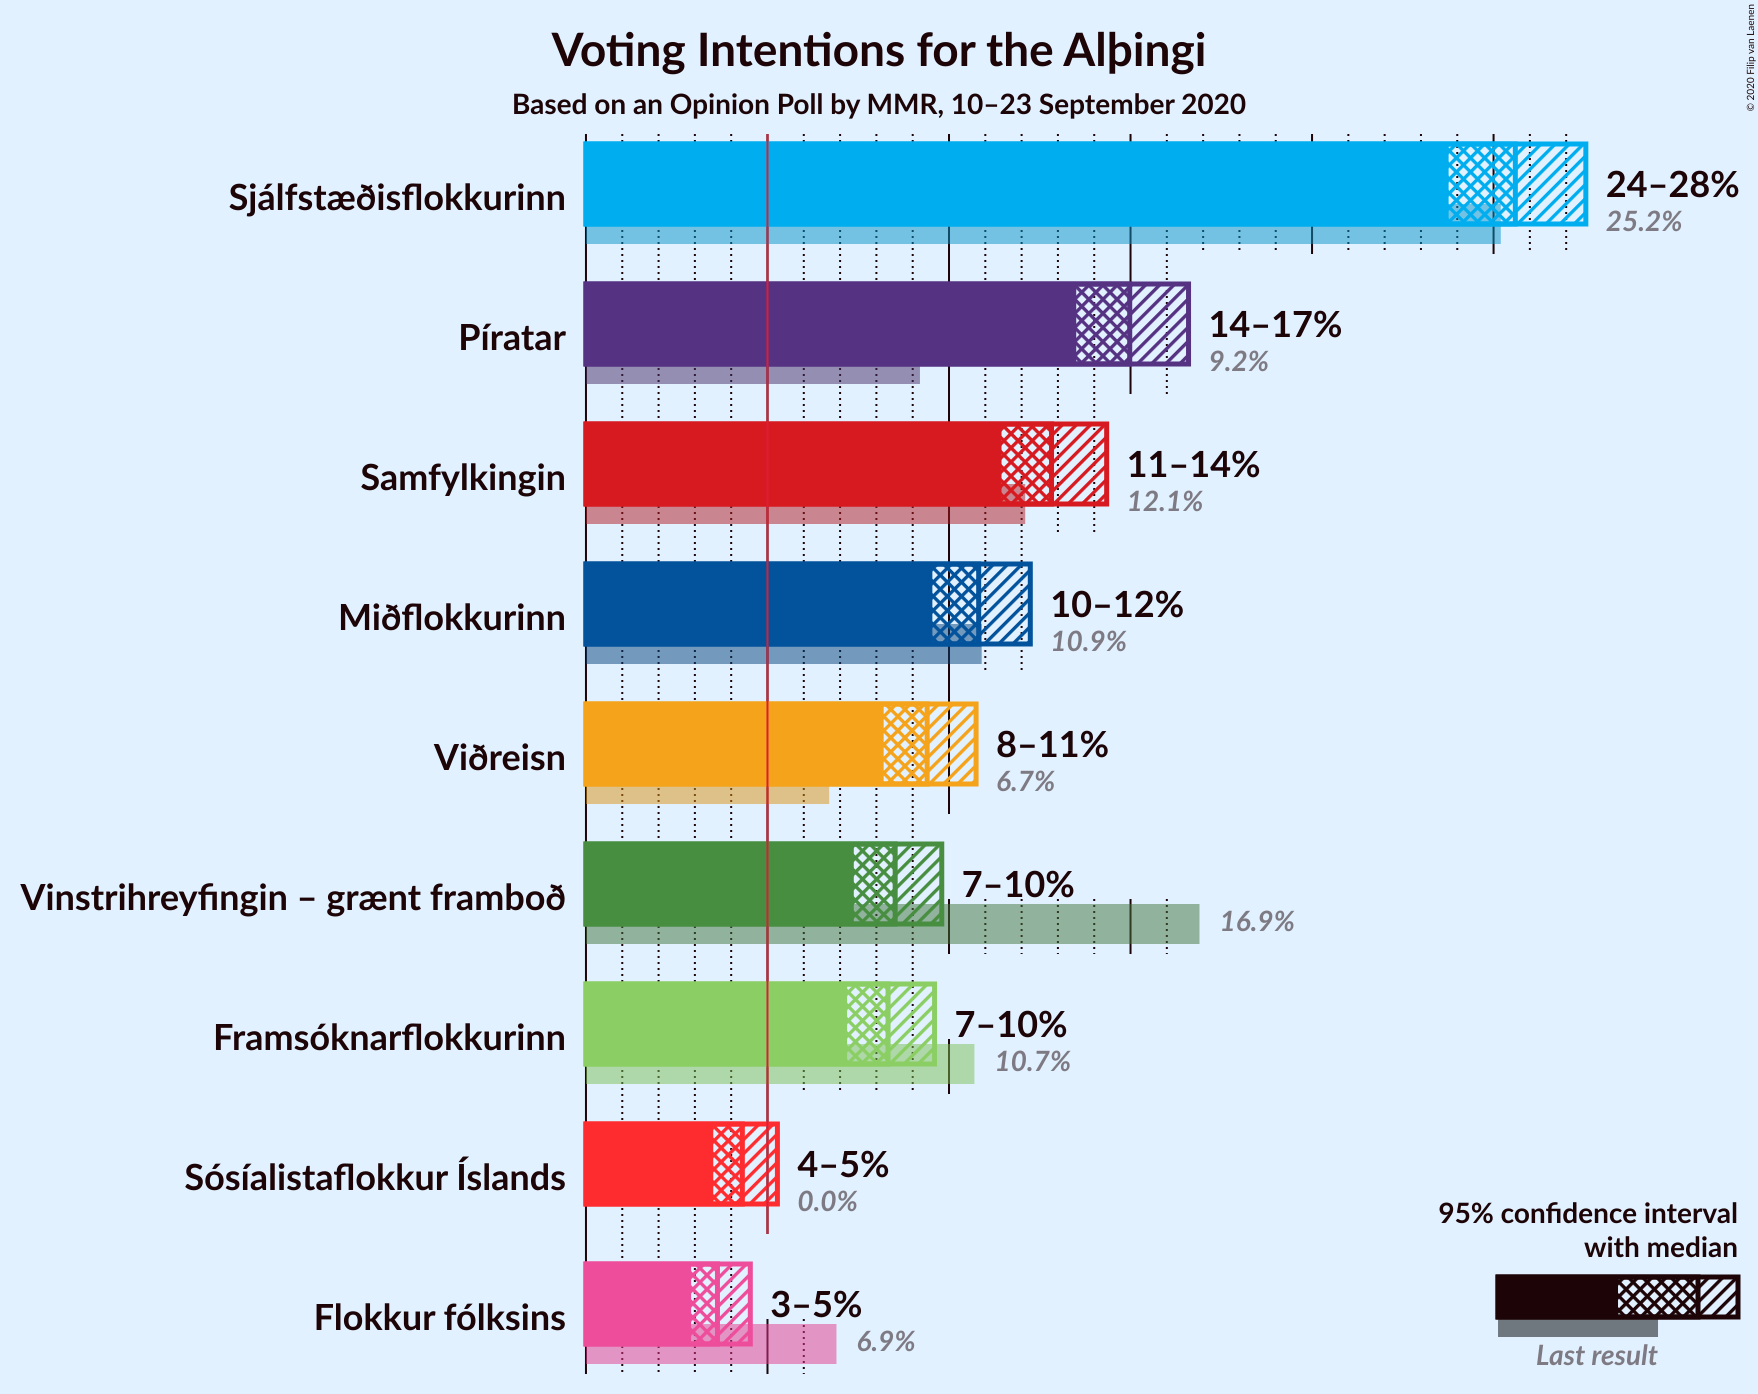 Voting Intentions for the Alþingi
Based on an Opinion Poll by MMR, 10–23 September 2020
© 2020 Filip van Laenen
Sjálfstæðisflokkurinn
24–28%
25.2%
Píratar
14–17%
9.2%
Samfylkingin
11–14%
12.1%
Miðflokkurinn
10–12%
10.9%
Viðreisn
8–11%
6.7%
Vinstrihreyfingin – grænt framboð
7–10%
16.9%
Framsóknarflokkurinn
7–10%
10.7%
Sósíalistaflokkur Íslands
4–5%
0.0%
Flokkur fólksins
3–5%
6.9%
95% confidence interval
with median
Last result